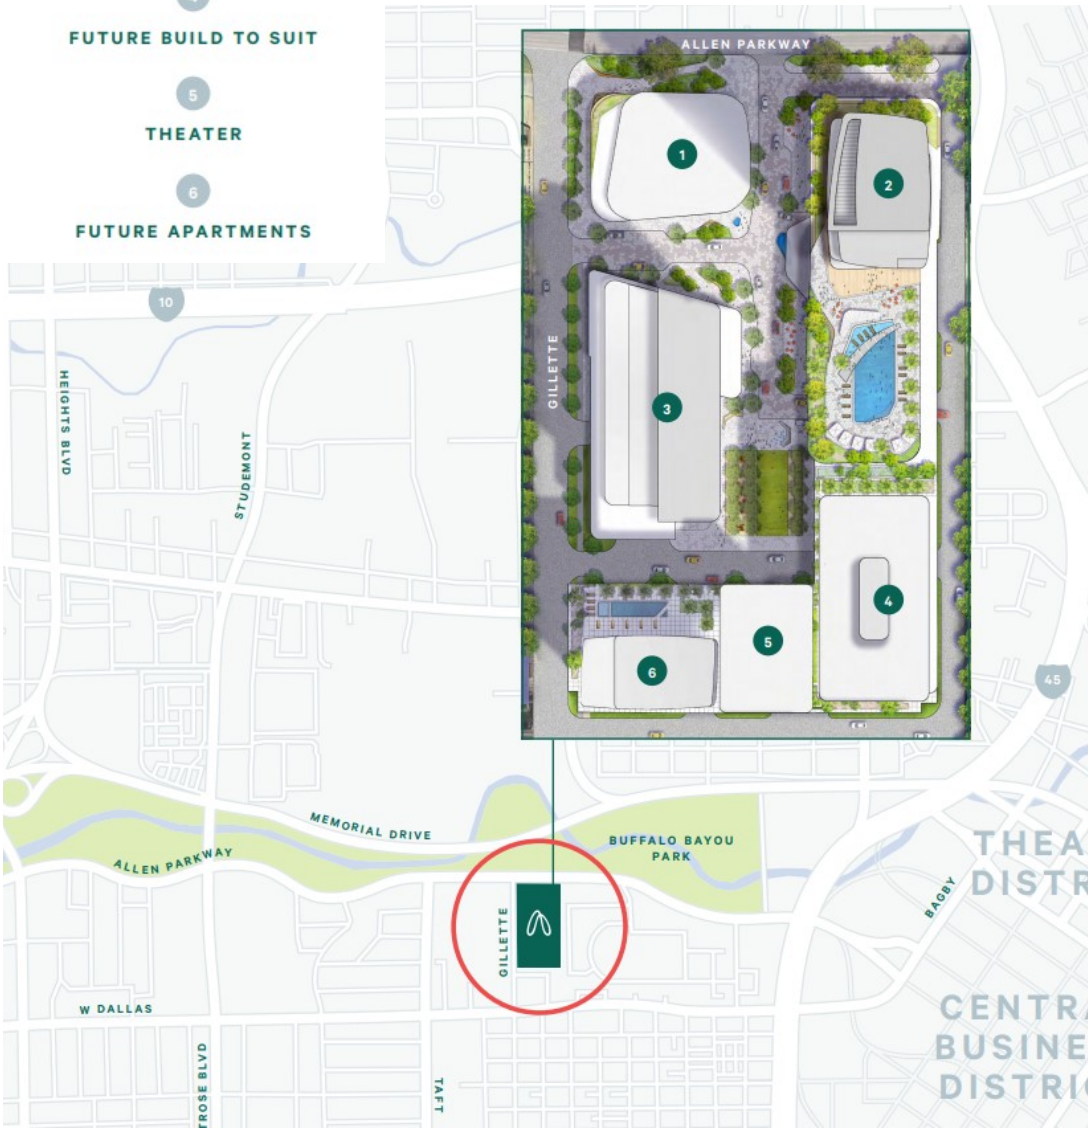 4
FUTURE BUILD TO SUIT
5
THEATER
6
FUTURE APARTMENTS
ALLEN PARKWAY
1
2
GILLETTE
3
4
5
6
10
HEIGHTS BLVD
STUDEMONT
45
MEMORIAL DRIVE
ALLEN PARKWAY
BUFFALO BAYOU
PARK
THEA
DISTR
BAGBY
GILLETTE
W DALLAS
CENTRA
BUSINE
DISTRI
TROSE BLVD
TAFT